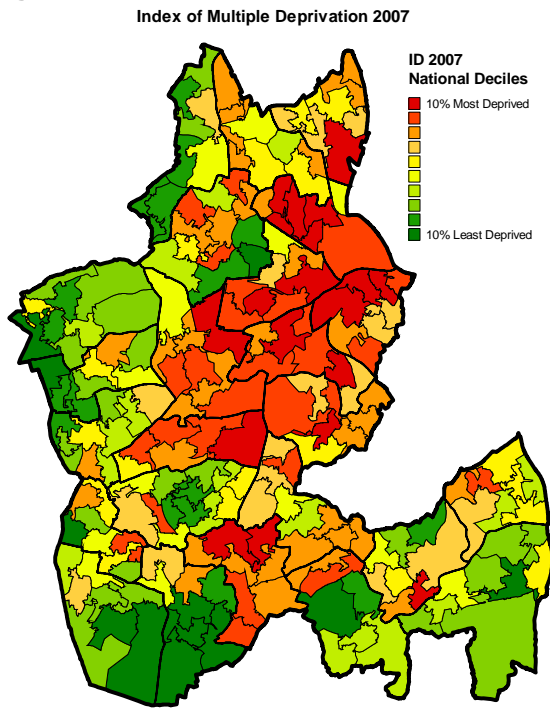 Index of Multiple Deprivation 2007
ID 2007
National Deciles
10% Most Deprived
10% Least Deprived